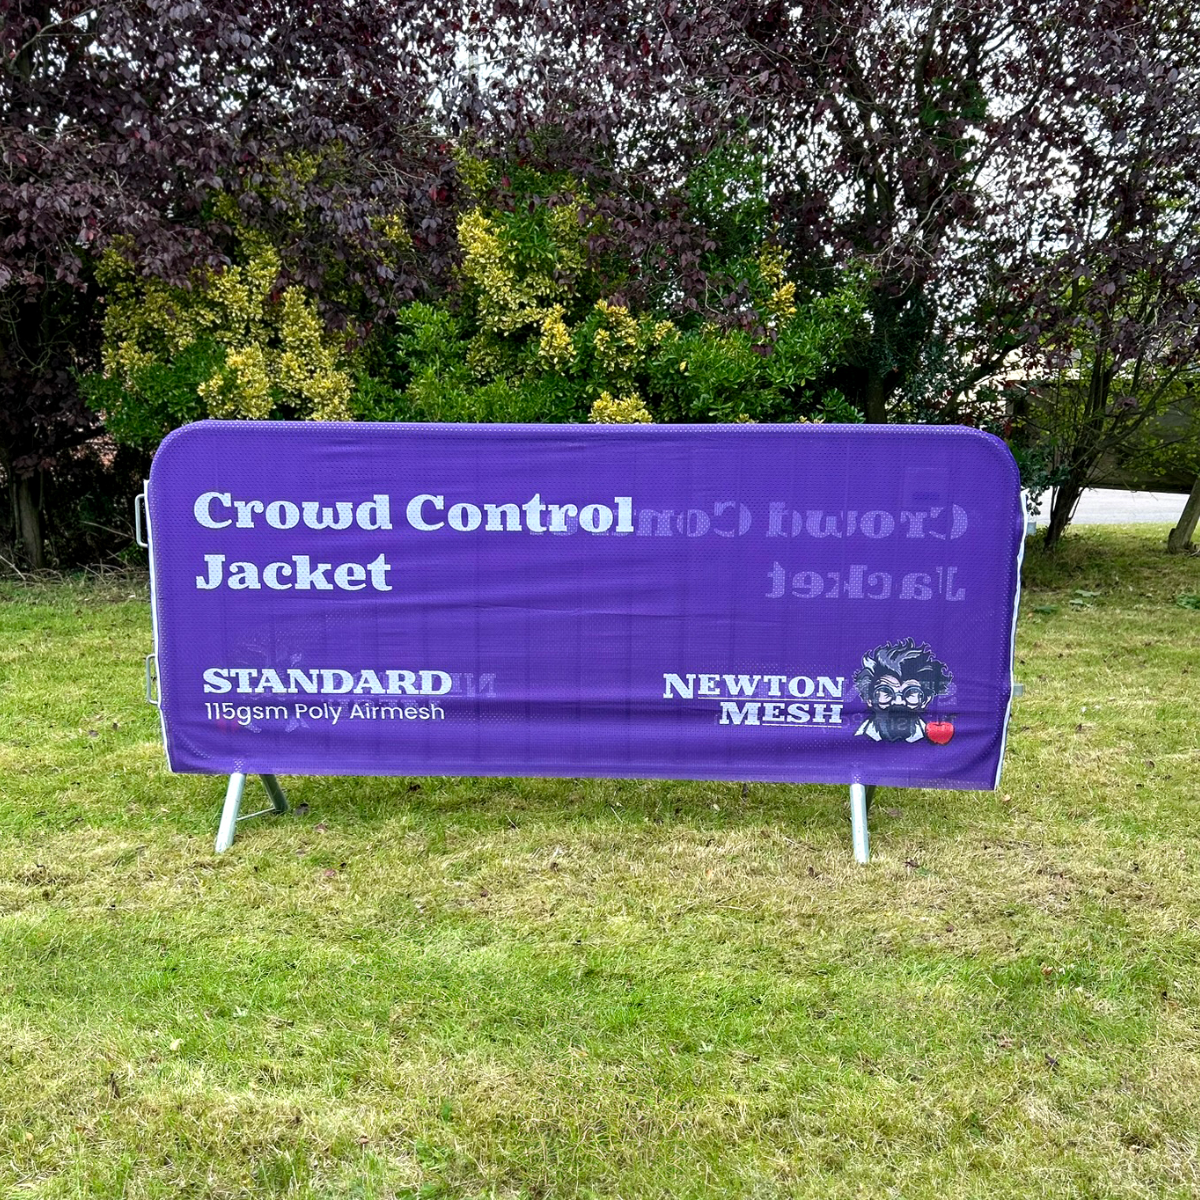 Crowd Control
Jacket
STANDARD
115gsm Poly Airmesh
NEWTON
MESH